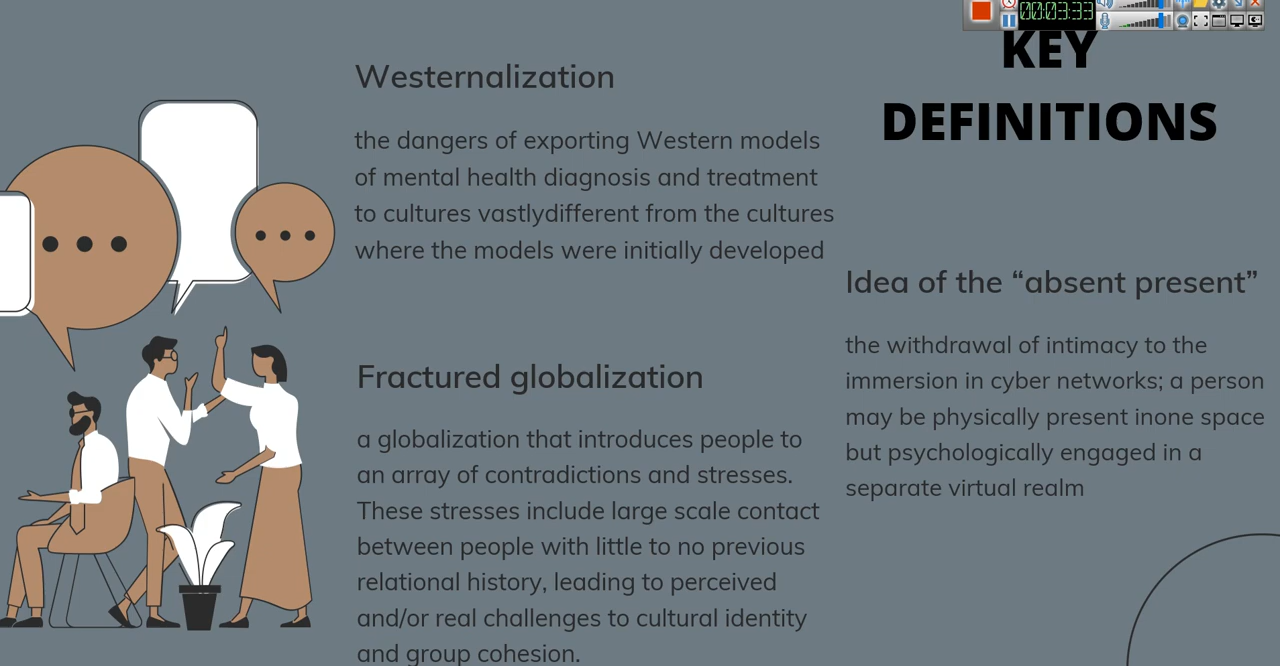 00:03:33
KEY
DEFINITIONS
Westernalization
the dangers of exporting Western models
of mental health diagnosis and treatment
to cultures vastlydifferent from the cultures
where the models were initially developed
Fractured globalization
a globalization that introduces people to
an array of contradictions and stresses.
These stresses include large scale contact
between people with little to no previous
relational history, leading to perceived
and/or real challenges to cultural identity
and group cohesion.
Idea of the “absent present”
the withdrawal of intimacy to the
immersion in cyber networks; a person
may be physically present inone space
but psychologically engaged in a
separate virtual realm